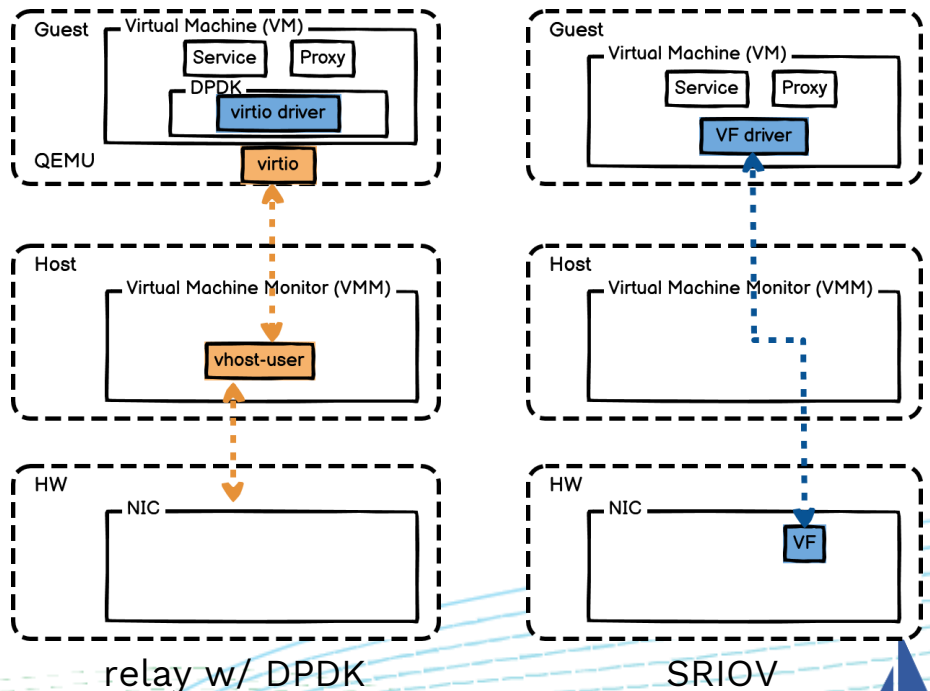 Guest
Virtual Machine (VM)
Service
Proxy
DPDK
virtio driver
QEMU
virtio
Host
Virtual Machine Monitor (VMM)
vhost-user
HW
NIC
relay w/ DPDK
Guest
Virtual Machine (VM)
Service
Proxy
VF driver
Host
Virtual Machine Monitor (VMM)
HW
NIC
VF
SRIOV